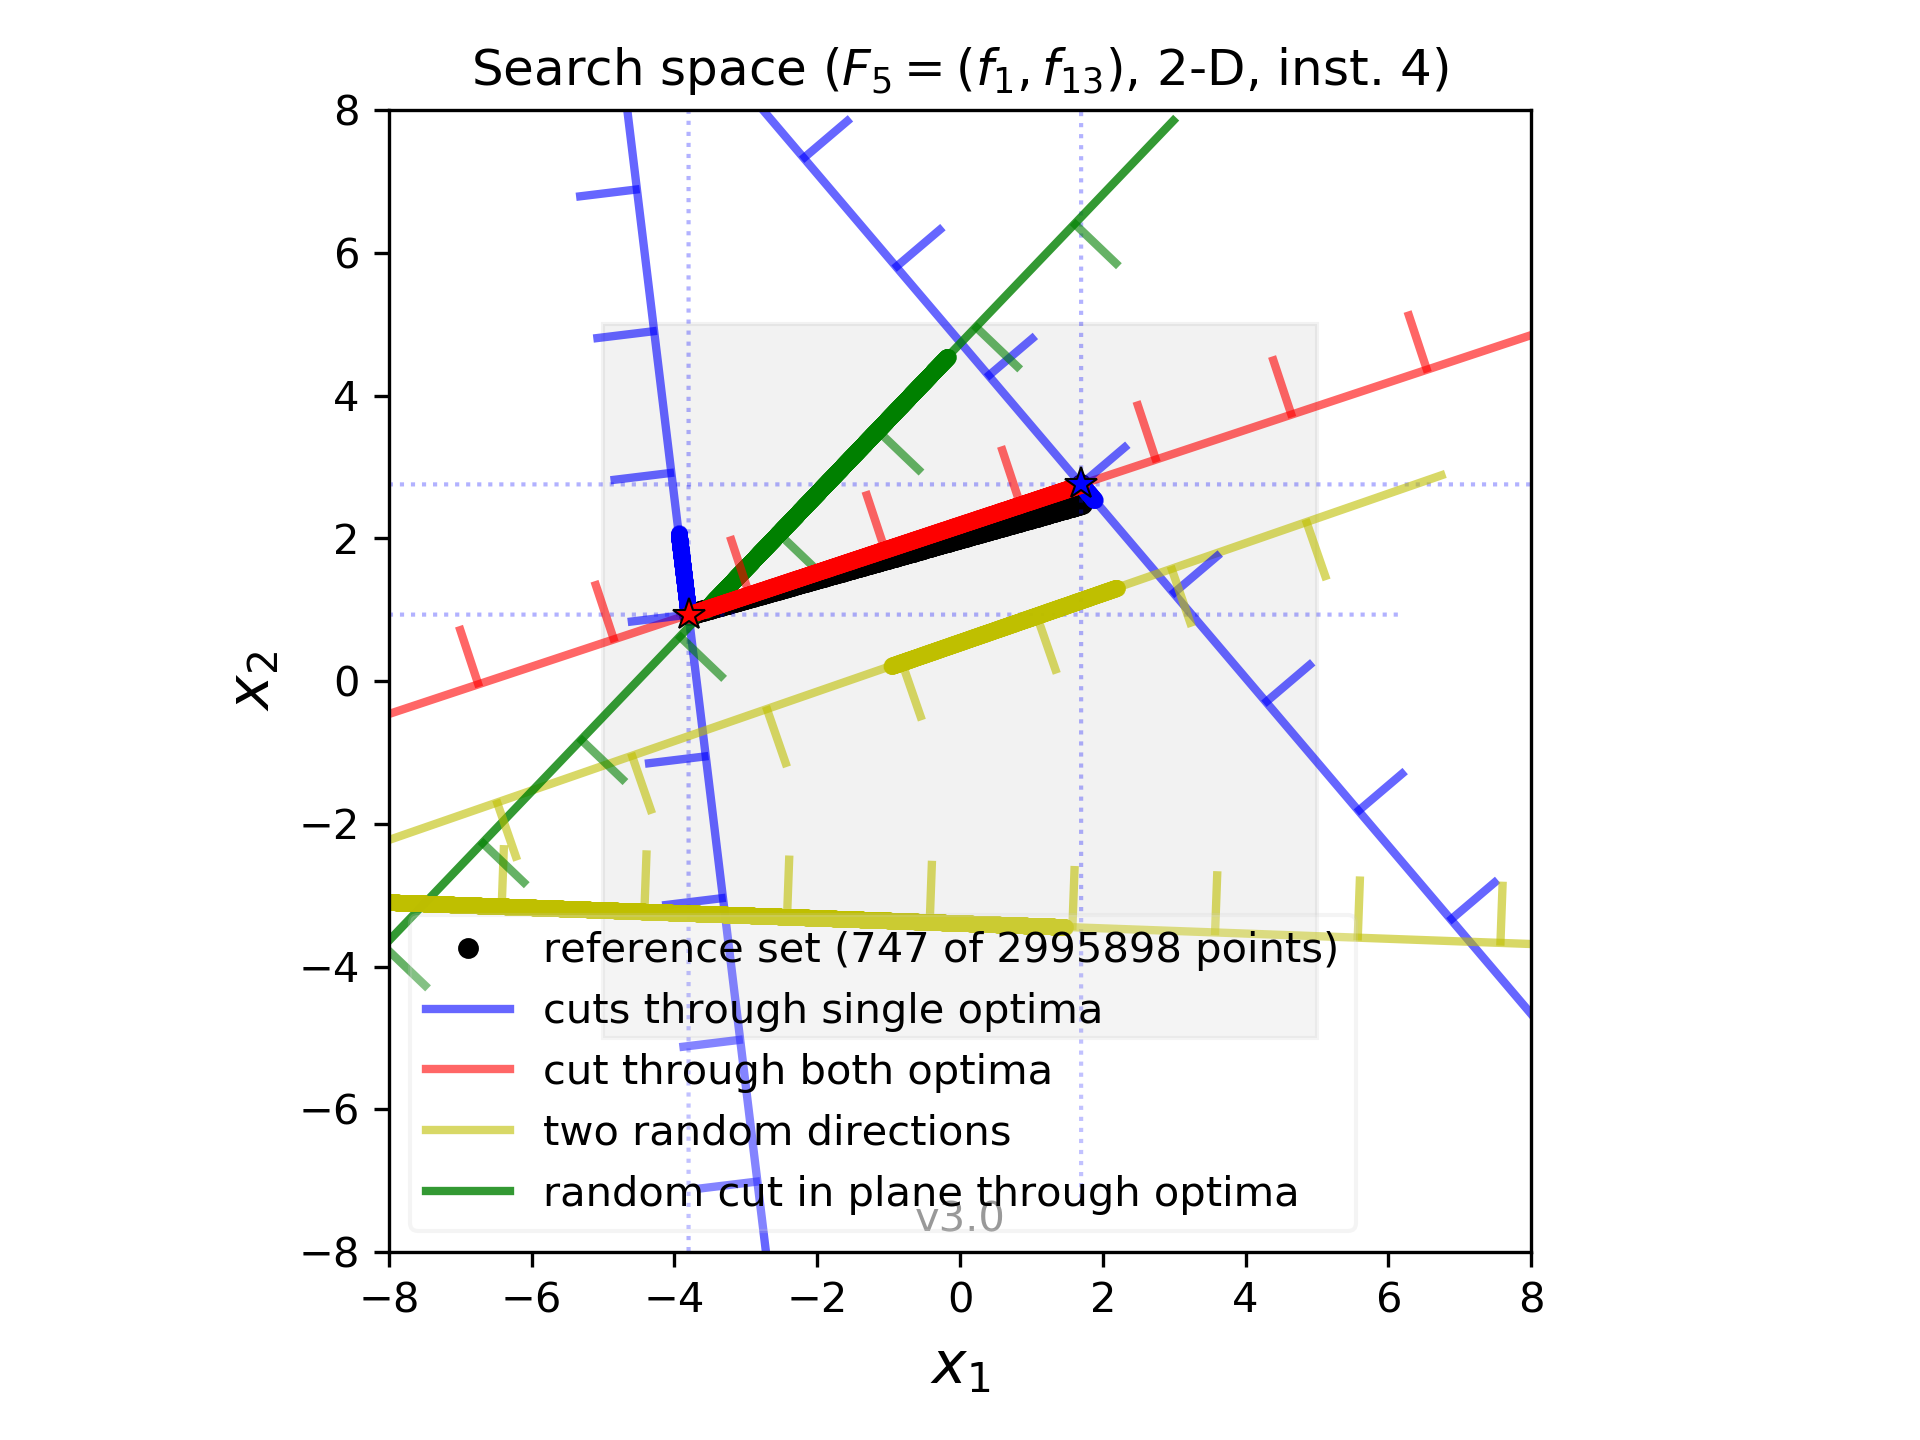 Search space (F5 = (f1, f13), 2-D, inst. 4)
8
6
4
2
0
−2
−4
−6
−8
x2
reference set (747 of 2995898 points)
cuts through single optima
cut through both optima
two random directions
random cut in plane through optima
v3.0
−8 −6 −4 −2 0 2 4 6 8
x1